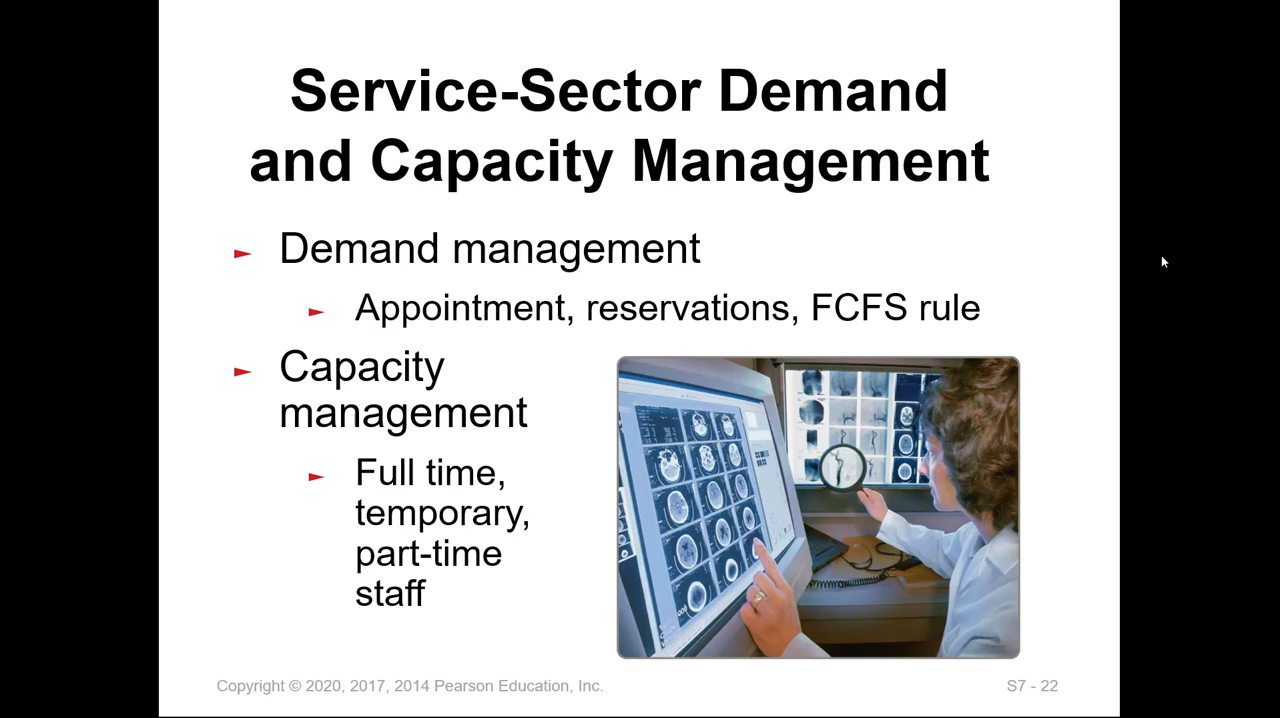 Service-Sector Demand
and Capacity Management
► Demand management
► Appointment, reservations, FCFS rule
► Capacity
management
► Full time,
temporary,
part-time
staff
Copyright © 2020, 2017, 2014 Pearson Education, Inc.
S7 - 22